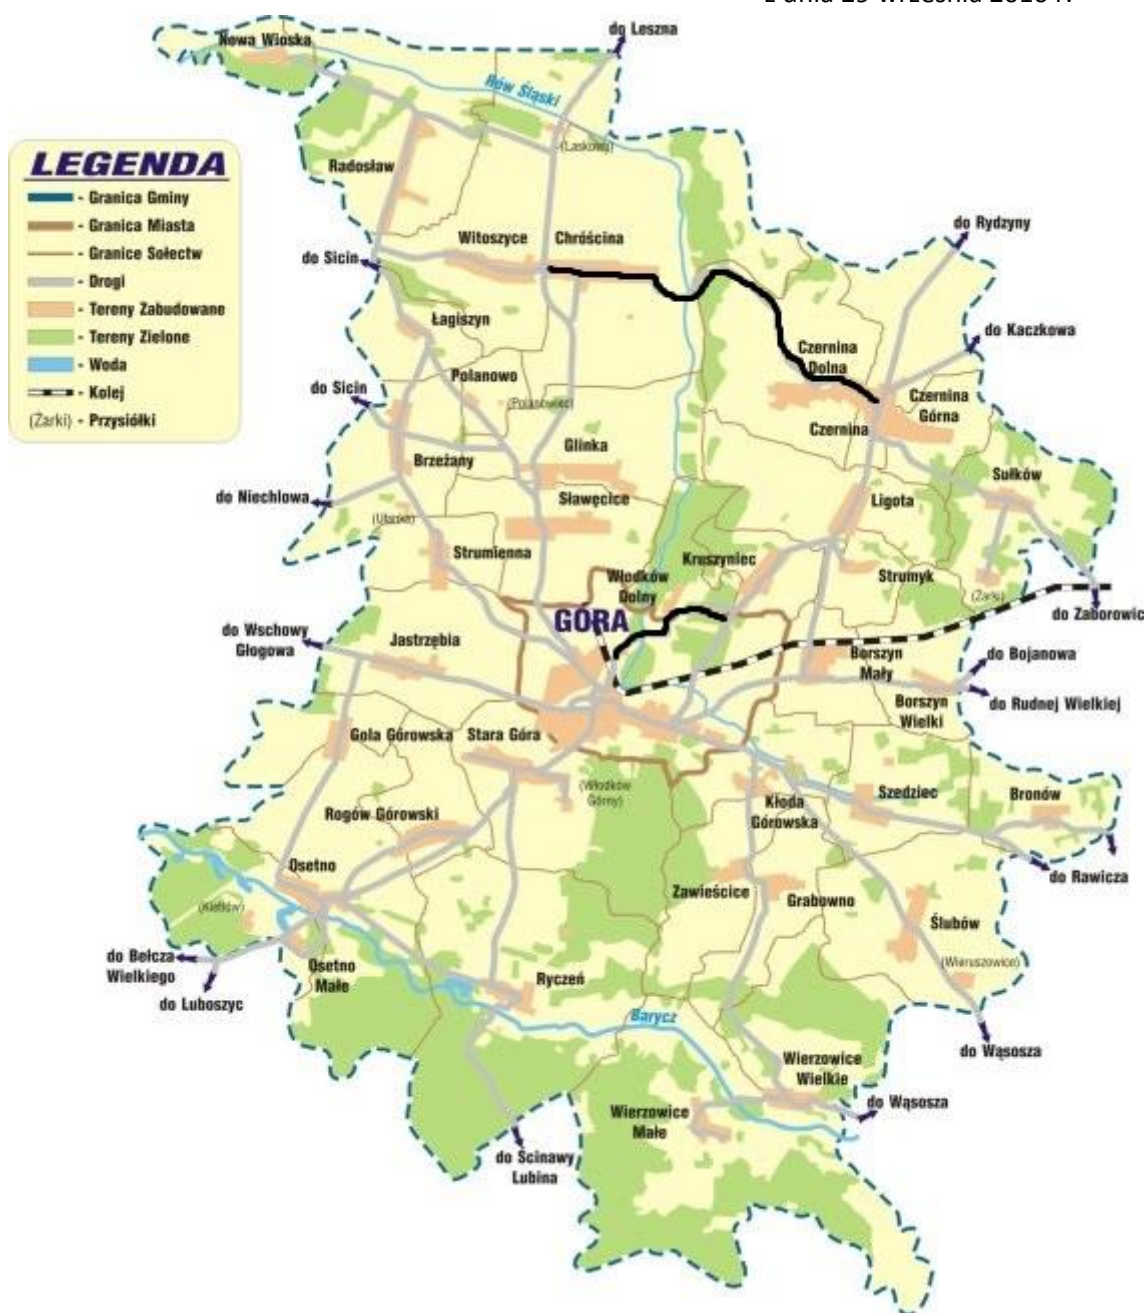 z dnia 29 września 2016 r.
do Leszna
Nowa Wioska
Rów Śląski
(Laskowa)
LEGENDA
- Granica Gminy
- Granica Miasta
- Granice Sołectw
- Drogi
- Tereny Zabudowane
- Tereny Zielone
- Woda
- Kolej
(Żarki) - Przysiółki
Radosław
do Rydzyny
Witoszyce
Chróścina
do Sicin
Łagiszyn
do Kaczkowa
Czernina
Dolna
Polanowo
do Sicin
(Polanowiec)
Czernina
Górna
Czernina
Glinka
Brzeżany
Sułków
do Niechlowa
Sławęcice
Ligota
Strumienna
Kruszyniec
Włodków
Dolny
Strumyk
(Żarki)
do Zaborowic
GÓRA
do Wschowy
Głogowa
Jastrzębia
Borszyn
Mały
do Bojanowa
do Rudnej Wielkiej
Borszyn
Wielki
Gola Górowska
Stara Góra
(Włodków
Górny)
Kłoda
Górowska
Szedziec
Bronów
Rogów Górowski
Osetno
do Rawicza
Zawieścice
Grabowno
Ślubów
(Wieruszowice)
do Bełcza
Wielkiego
do Luboszyc
Osetno
Małe
Ryczeń
Barycz
do Wąsosza
Wierzowice
Wielkie
do Wąsosza
Wierzowice
Małe
do Ścinawy
Lubina